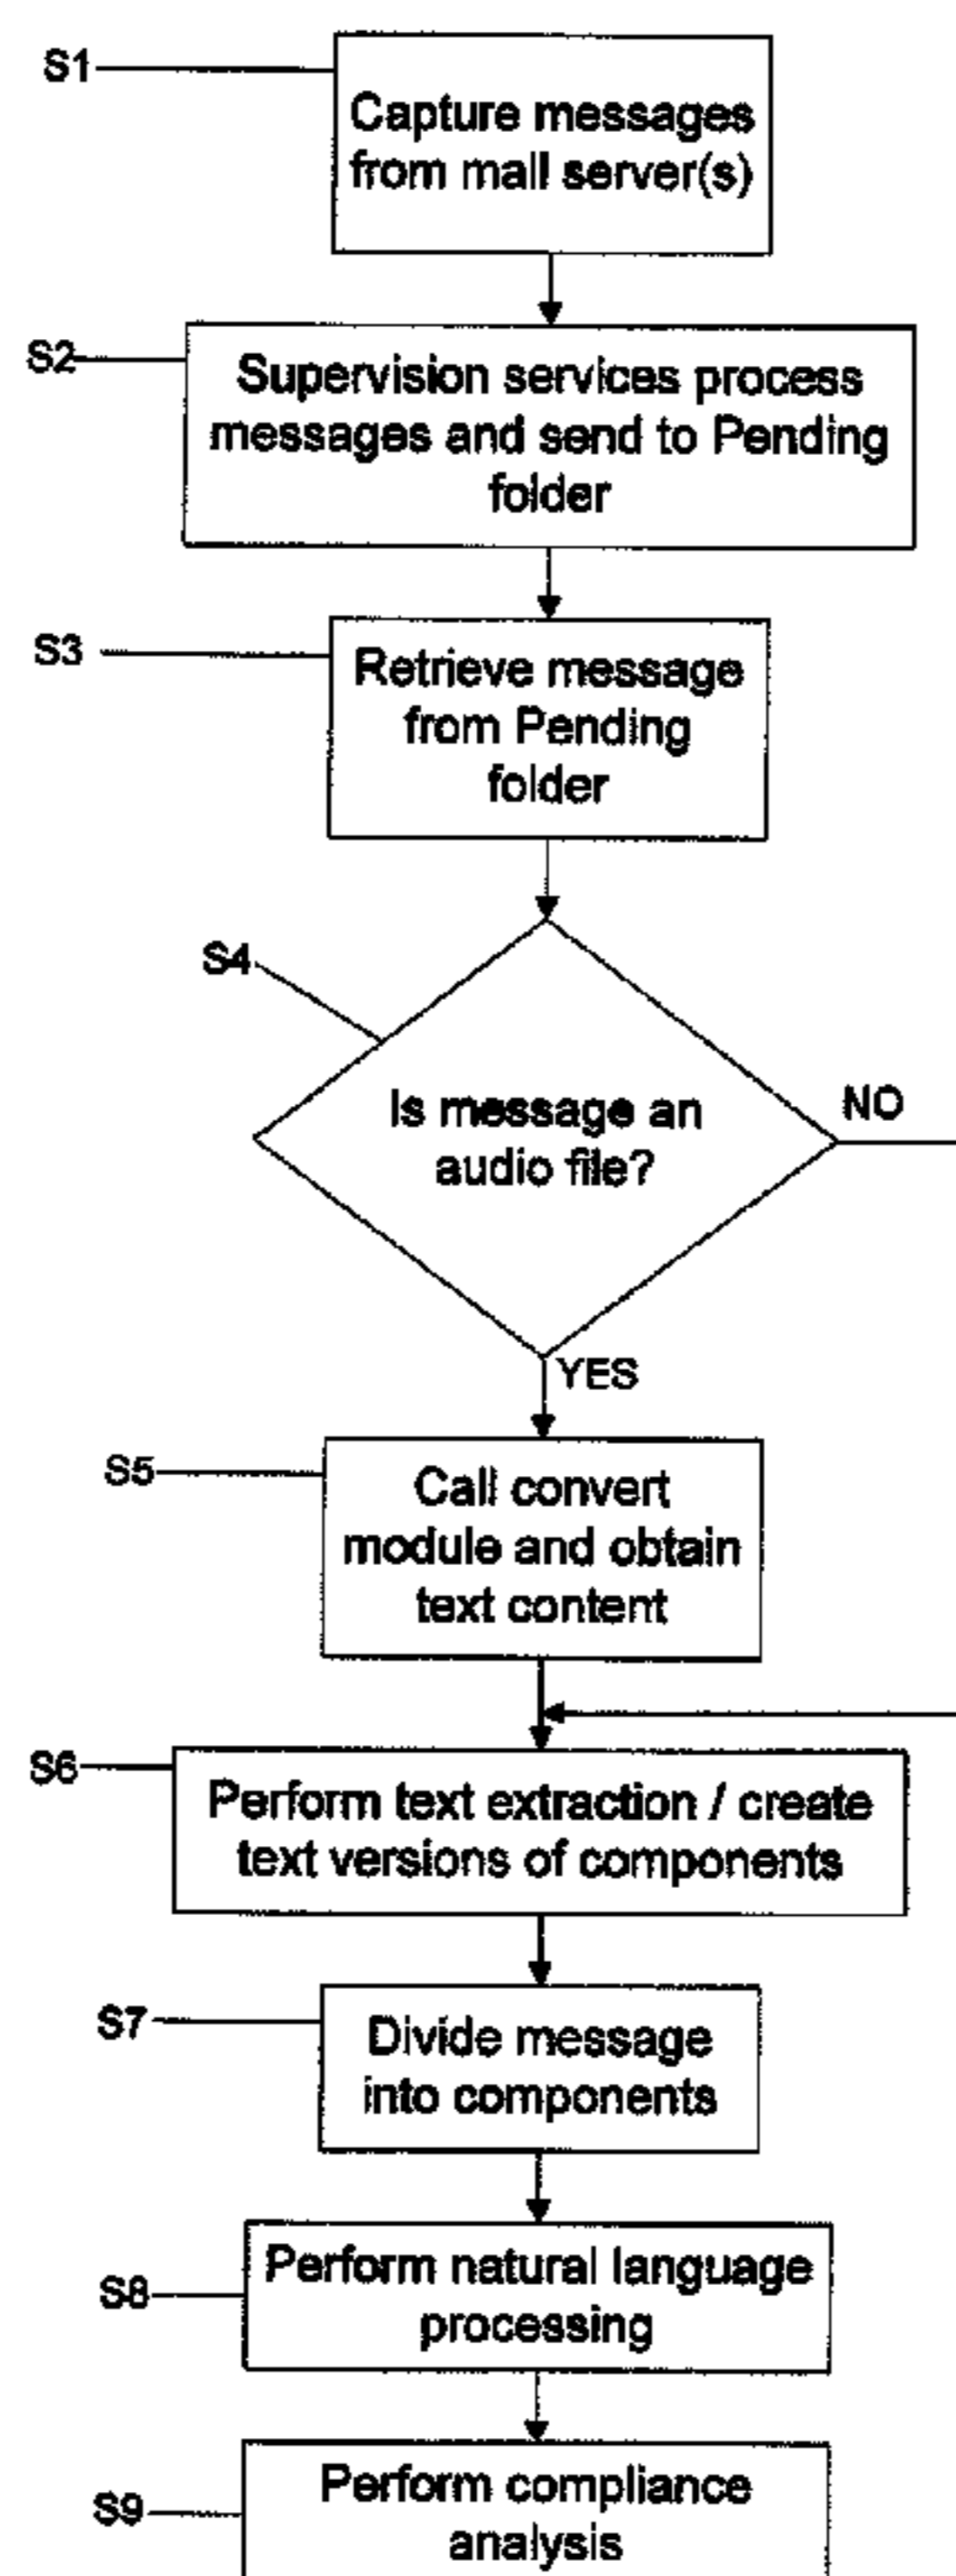 S1
Capture messages
from mail server(s)
S2
Supervision services process
messages and send to Pending
folder
S3
Retrieve message
from Pending
folder
S4
Is message an
audio file?
NO
YES
S5
Call convert
module and obtain
text content
S6
Perform text extraction / create
text versions of components
S7
Divide message
into components
S8
Perform natural language
processing
S9
Perform compliance
analysis